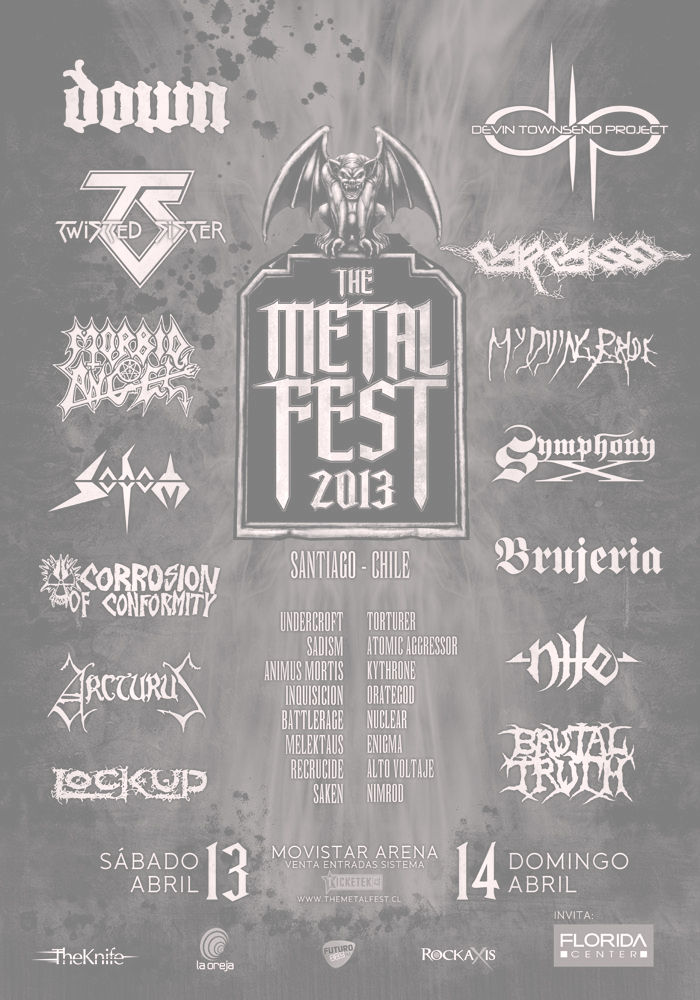 down
DEVIN TOWNSEND PROJECT
dtp
TS
TWISTED SISTER
CARCASS
THE
METAL
FEST
2013
MORBID
ANGEL
MY DYING BRIDE
SODOM
Symphony
X
SANTIAGO - CHILE
Brujeria
CORROSION
OF CONFORMITY
UNDERCROFT TORTURER
SADISM ATOMIC AGGRESSOR
ANIMUS MORTIS KYTHRONE
INQUISICION ORATEGOD
BATTLERAGE NUCLEAR
MELEKTAUS ENIGMA
RECRUCIDE ALTO VOLTAJE
SAKEN NIMROD
nile
ARCTURUS
BRUTAL
TRUTH
LOCK UP
SÁBADO 13
ABRIL
MOVISTAR ARENA
VENTA ENTRADAS SISTEMA
TICKETEK
WWW.THEMETALFEST.CL
14 DOMINGO
ABRIL
INVITA:
TheKnife
la oreja
FUTURO
ROCKAXIS
FLORIDA
CENTER